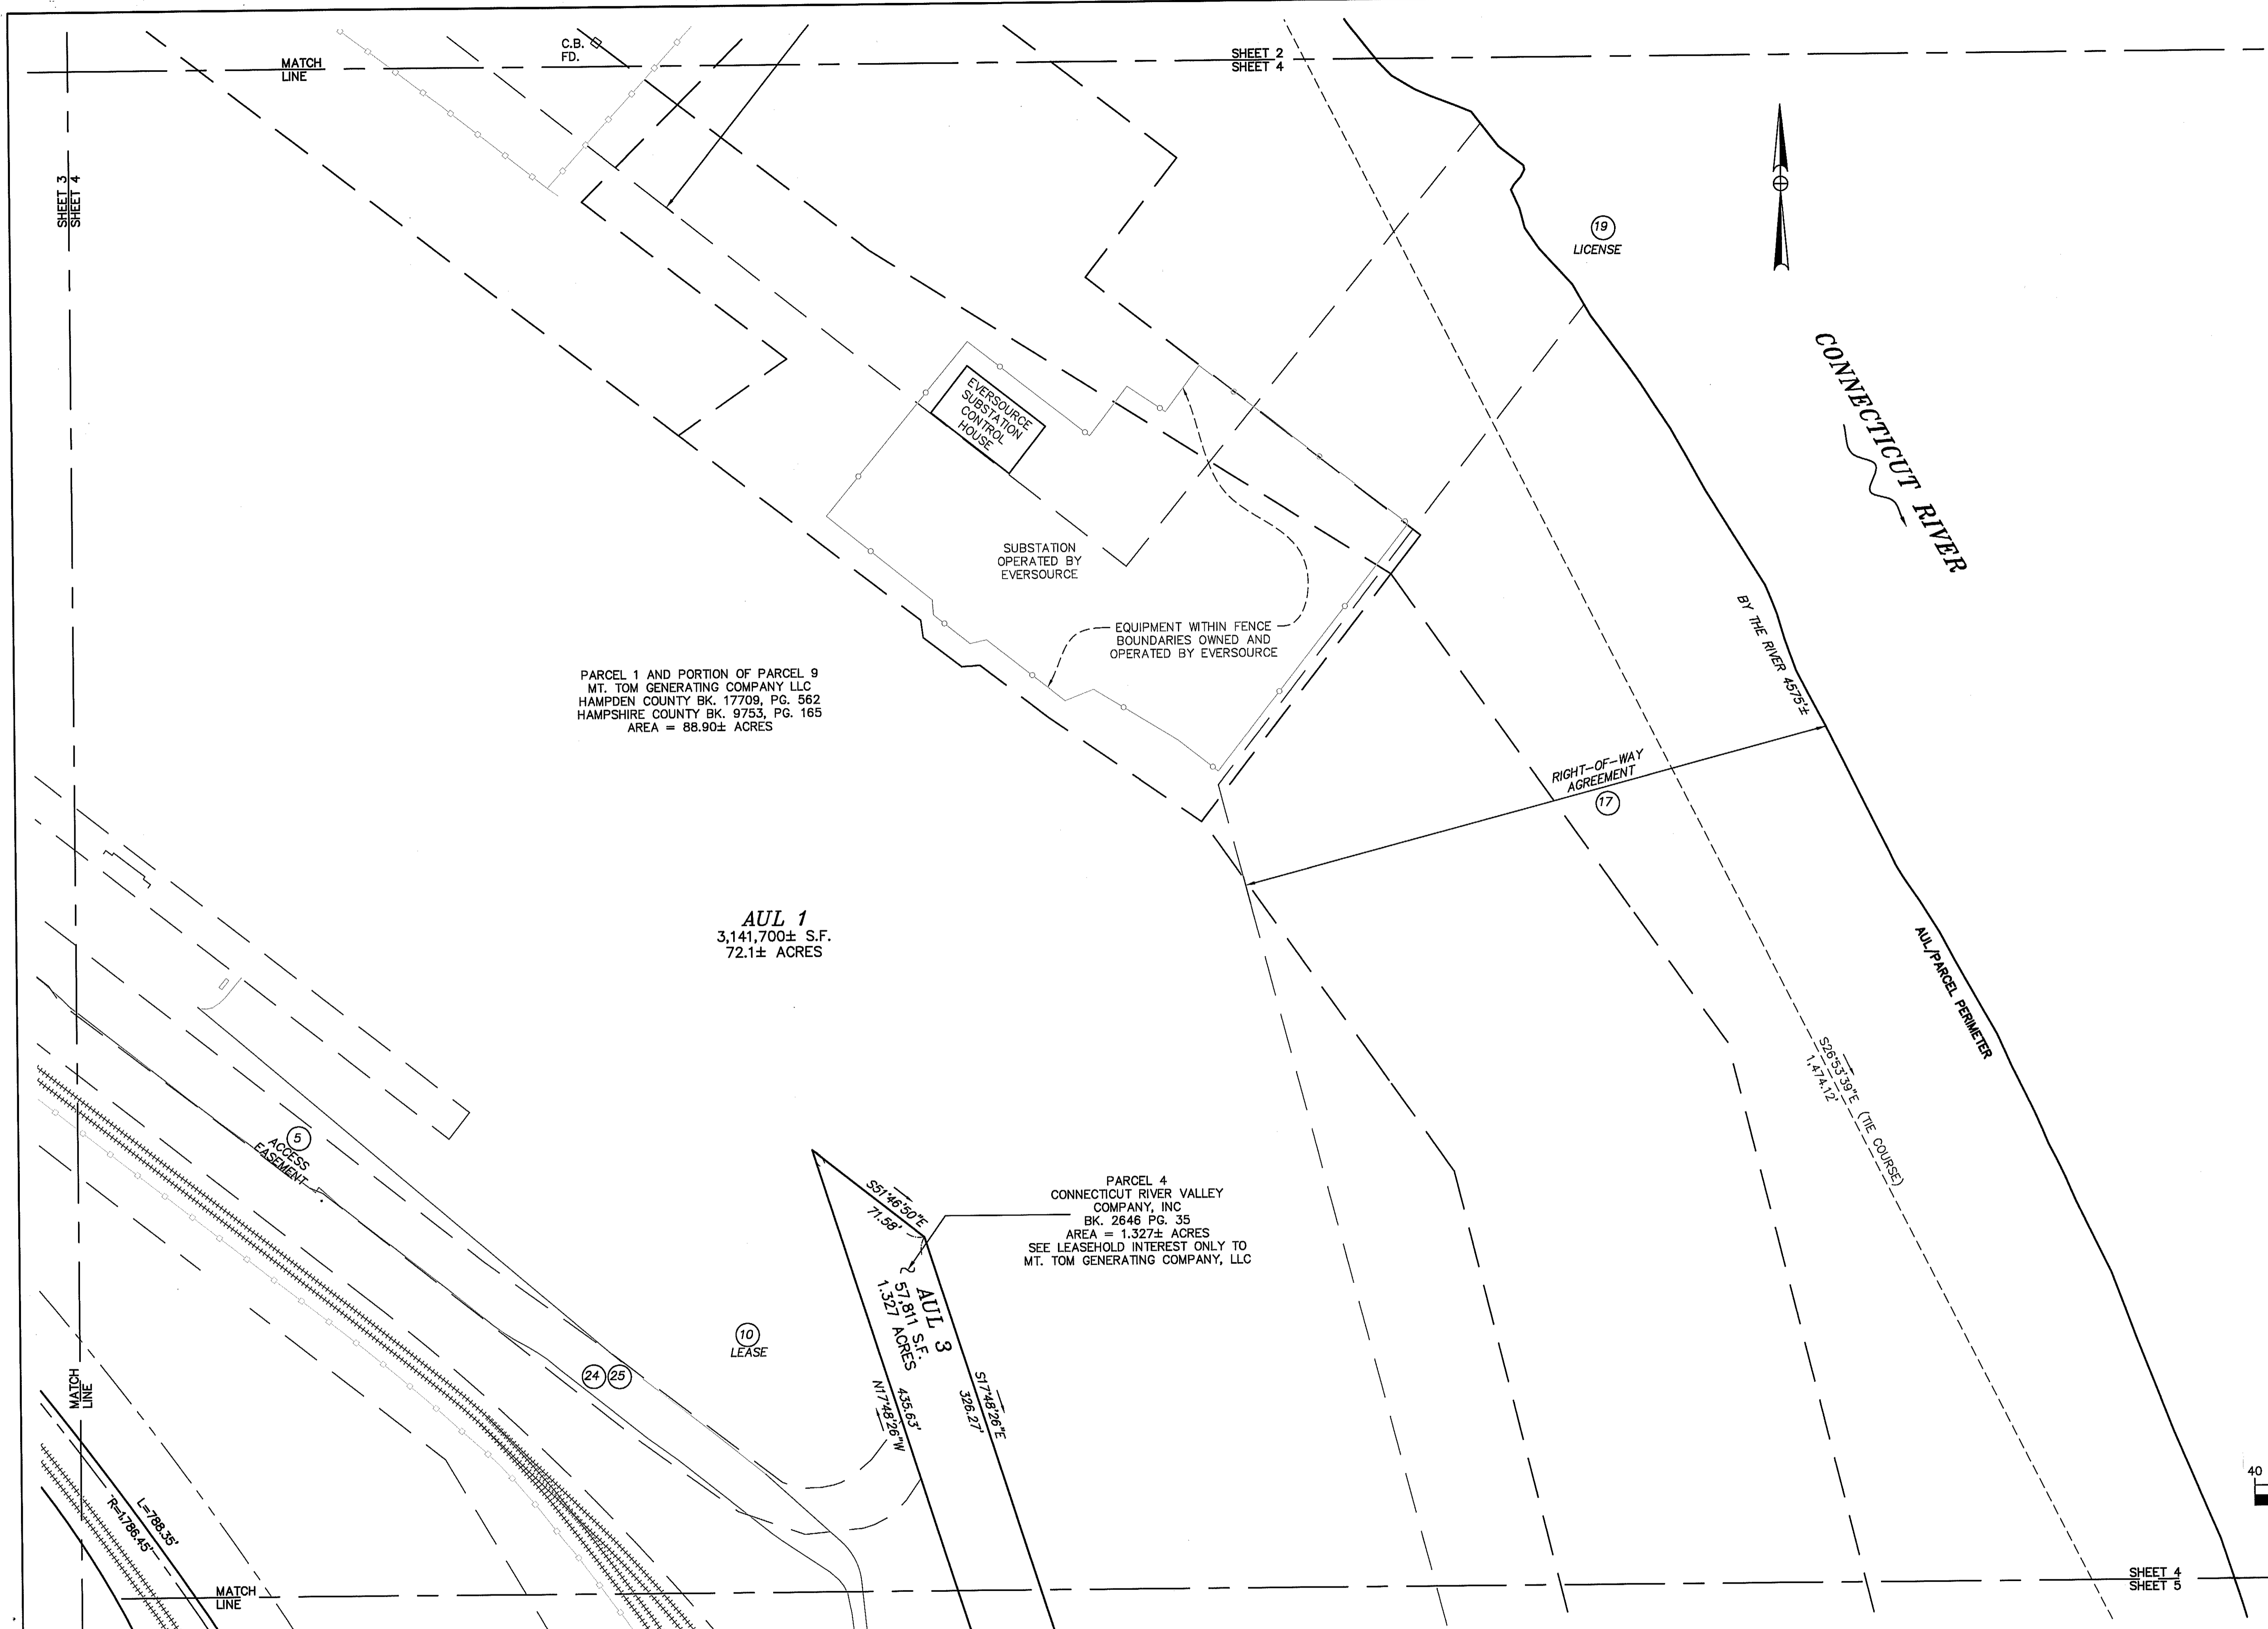 C.B.
FD.
MATCH
LINE
SHEET 2
SHEET 4
SHEET 3
SHEET 4
19
LICENSE
CONNECTICUT RIVER
EVERSOURCE
SUBSTATION
CONTROL
HOUSE
SUBSTATION
OPERATED BY
EVERSOURCE
EQUIPMENT WITHIN FENCE
BOUNDARIES OWNED AND
OPERATED BY EVERSOURCE
BY THE RIVER 4575'±
PARCEL 1 AND PORTION OF PARCEL 9
MT. TOM GENERATING COMPANY LLC
HAMPDEN COUNTY BK. 17709, PG. 562
HAMPSHIRE COUNTY BK. 9753, PG. 165
AREA = 88.90± ACRES
RIGHT-OF-WAY
AGREEMENT
17
AUL 1
3,141,700± S.F.
72.1± ACRES
AUL/PARCEL PERIMETER
S26°53'39"E (TIE COURSE)
1,474.12'
5
ACCESS
EASEMENT
S51°46'50"E
71.58'
PARCEL 4
CONNECTICUT RIVER VALLEY
COMPANY, INC
BK. 2646 PG. 35
AREA = 1.327± ACRES
SEE LEASEHOLD INTEREST ONLY TO
MT. TOM GENERATING COMPANY, LLC
AUL 3
57,811 S.F.
1.327 ACRES
10
LEASE
24 25
S17°48'26"E
326.27'
435.63'
N17°48'26"W
MATCH
LINE
L=788.35'
R=1,786.45'
40
MATCH
LINE
SHEET 4
SHEET 5